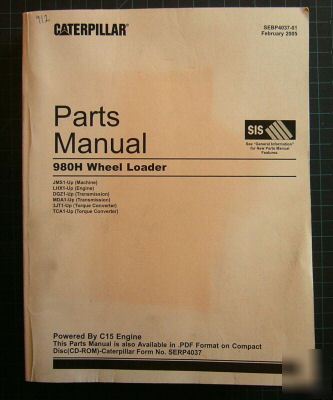 912
CATERPILLAR®
SEBP4037-01
February 2005
Parts
Manual
SIS
See "General Information"
for New Parts Manual
Features
980H Wheel Loader
JMS1-Up (Machine)
LHX1-Up (Engine)
DGZ1-Up (Transmission)
MDA1-Up (Transmission)
3JT1-Up (Torque Converter)
TCA1-Up (Torque Converter)
Powered By C15 Engine
This Parts Manual is also Available in .PDF Format on Compact
Disc(CD-ROM)-Caterpillar Form No. SERP4037